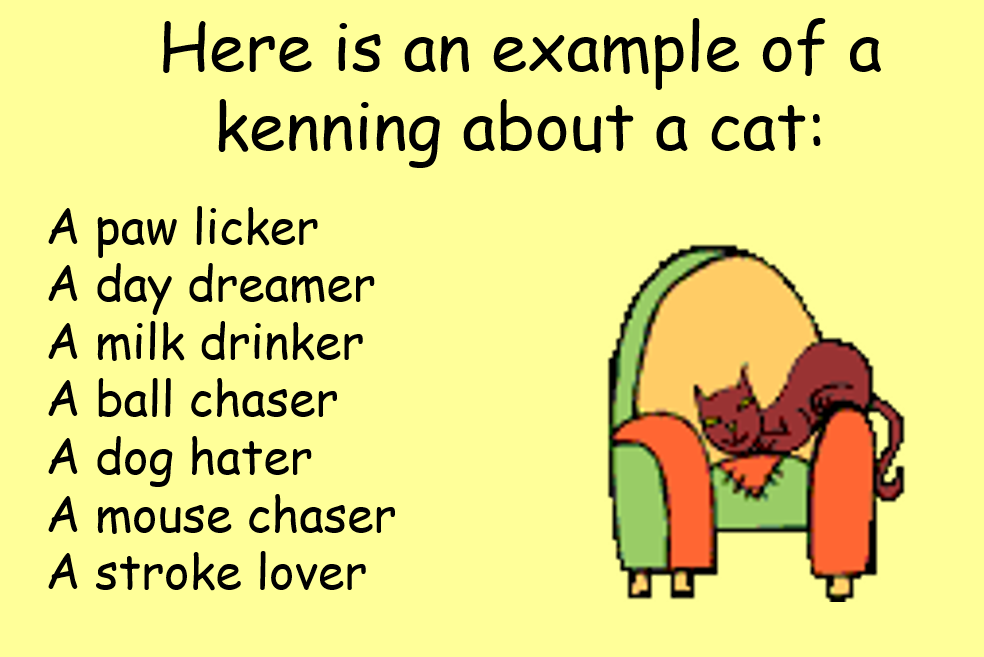 Here is an example of a
kenning about a cat:
A paw licker
A day dreamer
A milk drinker
A ball chaser
A dog hater
A mouse chaser
A stroke lover